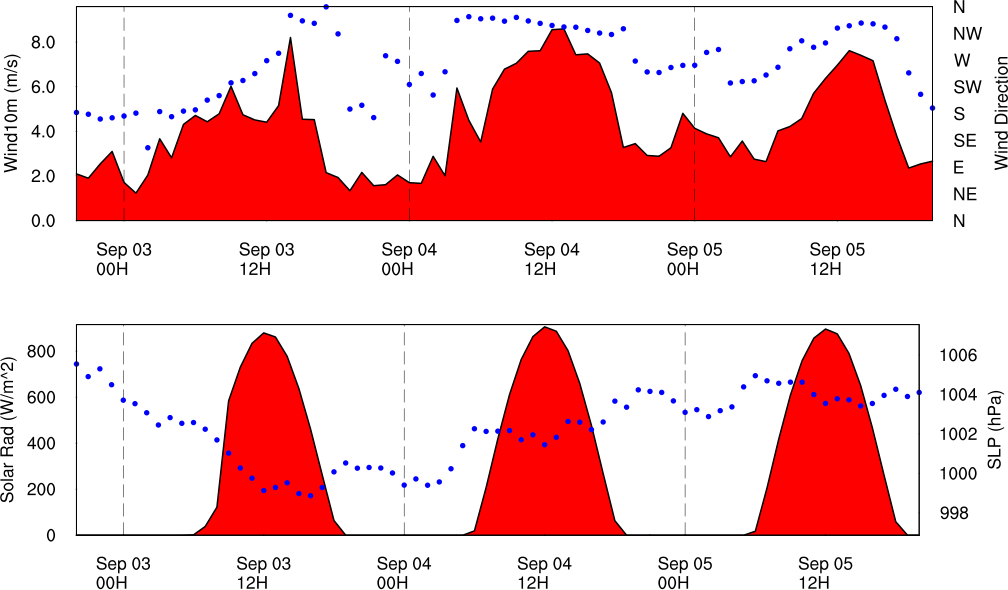 N
8.0
NW
W
6.0
SW
Wind10m (m/s)
Wind Direction
S
4.0
SE
E
2.0
NE
0.0
N
Sep 03 Sep 03 Sep 04 Sep 04 Sep 05 Sep 05
00H 12H 00H 12H 00H 12H
800
1006
600
1004
Solar Rad (W/m^2)
SLP (hPa)
400
1002
1000
200
998
0
Sep 03 Sep 03 Sep 04 Sep 04 Sep 05 Sep 05
00H 12H 00H 12H 00H 12H